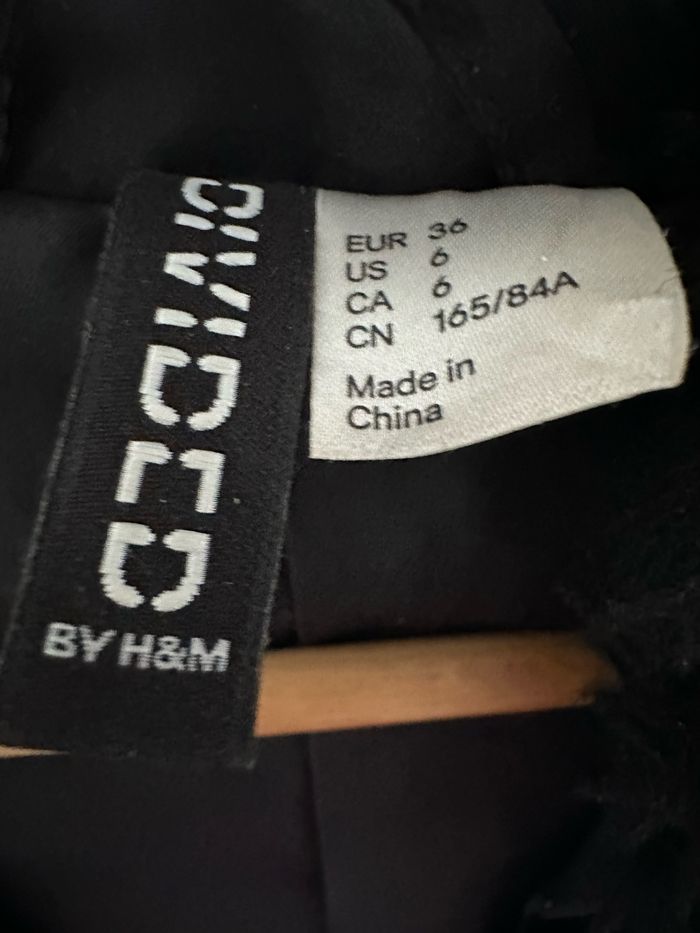 DIVIDED
BY H&M
EUR 36
US 6
CA 6
CN 165/84A
Made in
China